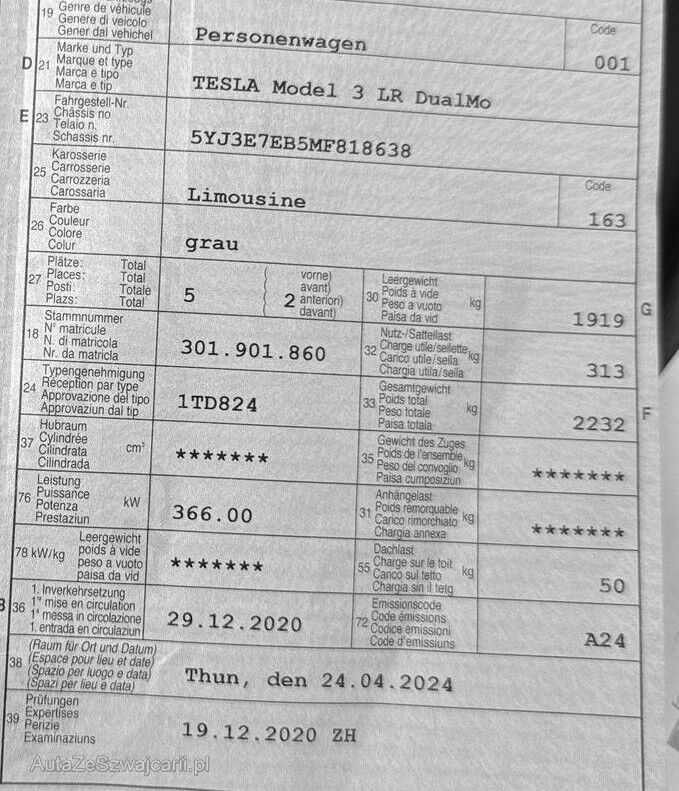 19 Genre de véhicule
Genere di veicolo
Gener dal vehichel
Personenwagen
Code
001
D 21 Marke und Typ
Marque et type
Marca e tipo
Marca e tip
TESLA Model 3 LR DualMo
E 23 Fahrgestell-Nr.
Châssis no
Telaio n.
Schassis nr.
5YJ3E7EB5MF818638
25 Karosserie
Carrosserie
Carrozzeria
Carossaria
Limousine
Code
163
26 Farbe
Couleur
Colore
Colur
grau
27 Plätze: Total
Places: Total
Posti: Totale
Plazs: Total
5
( vorne)
( avant)
( 2 anteriori)
( davant)
30 Leergewicht
Poids à vide
Peso a vuoto
Paisa da vid
kg
1919
G
18 Stammnummer
N° matricule
N. di matricola
Nr. da matricla
301.901.860
32 Nutz-/Sattellast
Charge utile/sellette
Carico utile/sella
Chargia utila/sella
kg
313
24 Typengenehmigung
Réception par type
Approvazione del tipo
Approvaziun dal tip
1TD824
33 Gesamtgewicht
Poids total
Peso totale
Paisa totala
kg
2232
F
37 Hubraum
Cylindrée
Cilindrata
Cilindrada
cm³
*******
35 Gewicht des Zuges
Poids de l'ensemble
Peso del convoglio
Paisa cumposiziun
kg
*******
76 Leistung
Puissance
Potenza
Prestaziun
kW
366.00
31 Anhängelast
Poids remorquable
Carico rimorchiato
Chargia annexa
kg
*******
78 kW/kg
Leergewicht
poids à vide
peso a vuoto
paisa da vid
*******
55 Dachlast
Charge sur le toit
Carico sul tetto
Chargia sin il tetg
kg
50
B 36 1. Inverkehrsetzung
1re mise en circulation
1a messa in circolazione
1. entrada en circulaziun
29.12.2020
72 Emissionscode
Code émissions
Codice emissioni
Code d'emissiuns
A24
38 (Raum für Ort und Datum)
(Espace pour lieu et date)
(Spazio per luogo e data)
(Spazi per lieu e data)
Thun, den 24.04.2024
39 Prüfungen
Expertises
Perizie
Examinaziuns
19.12.2020 ZH
AutaZeSzwajcarii.pl